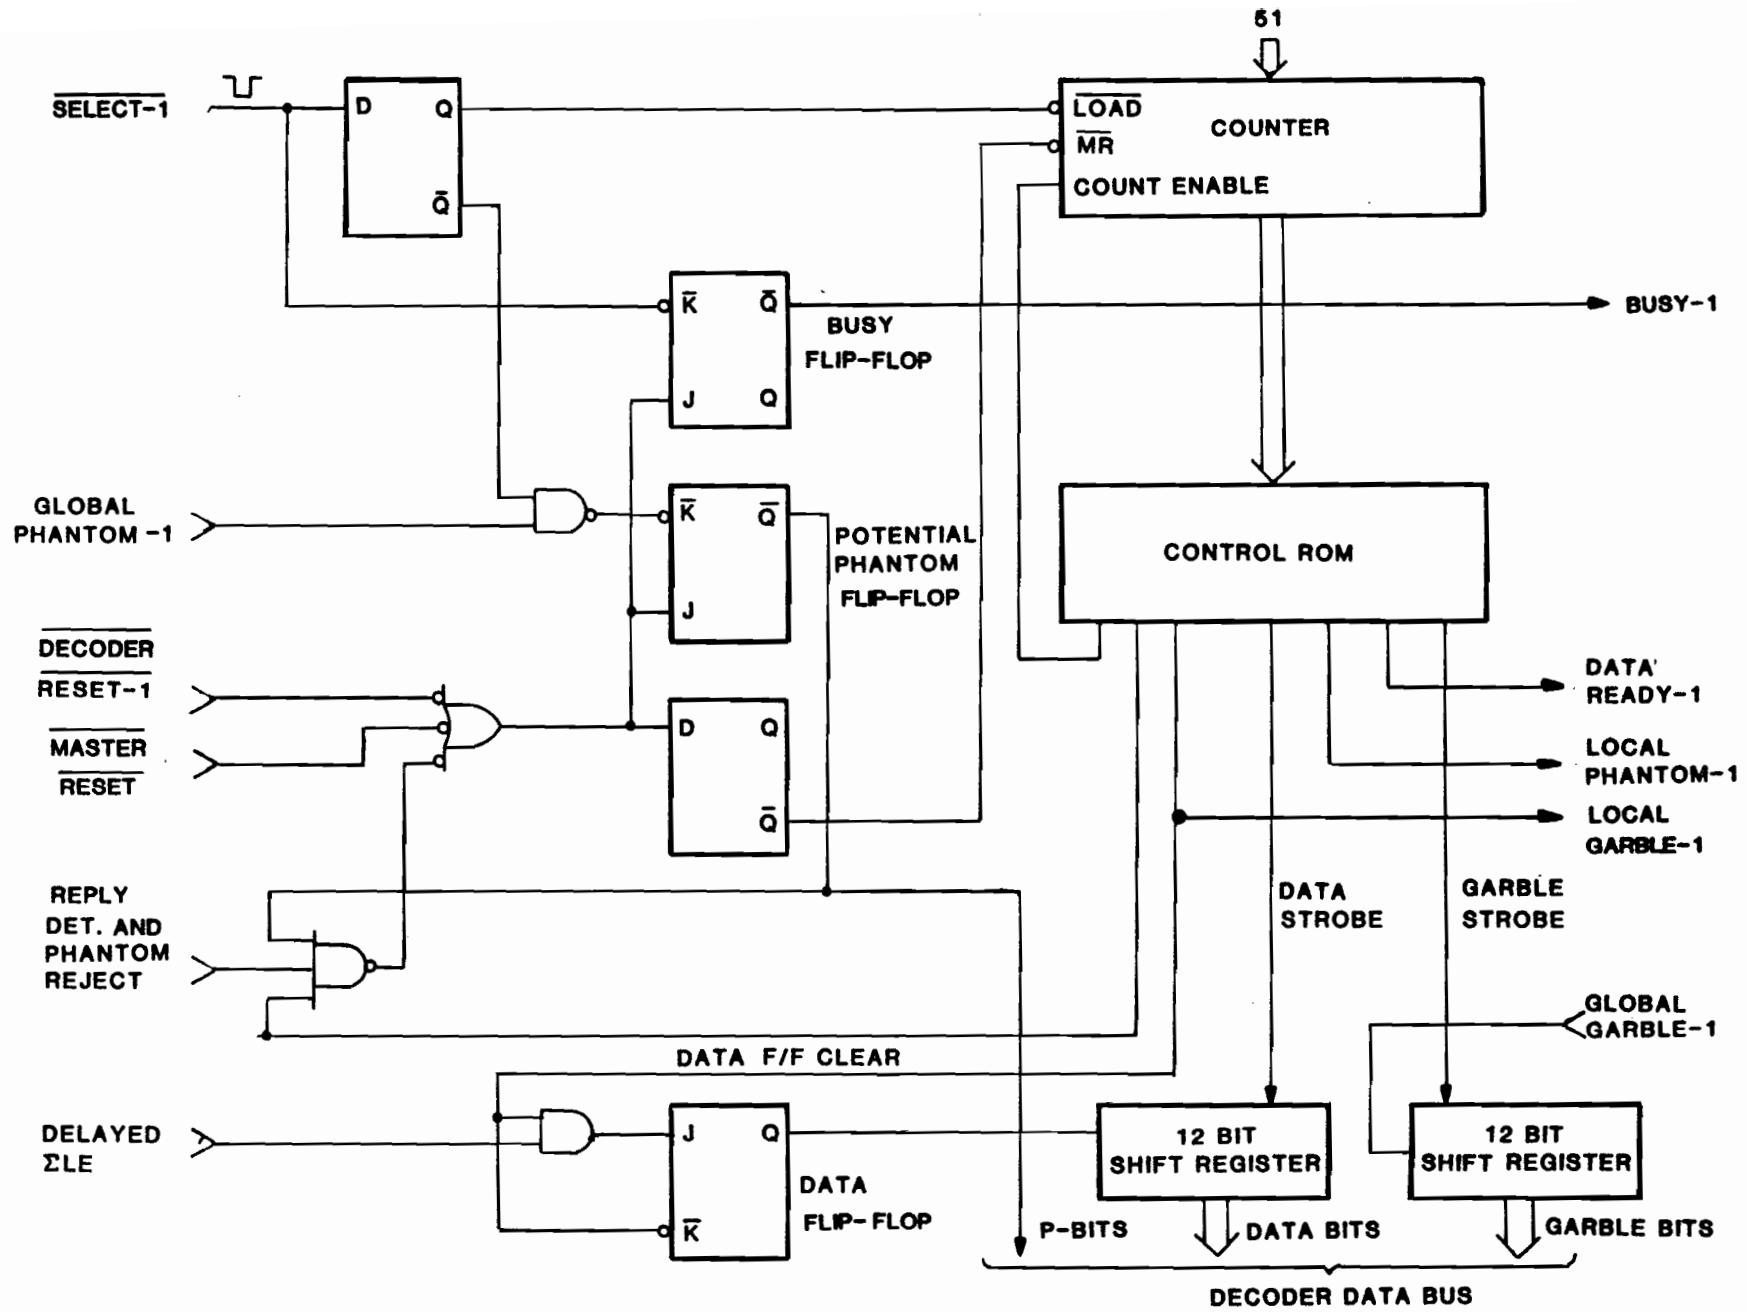 51
SELECT-1
D Q
Q̅
LOAD
MR
COUNT ENABLE
COUNTER
K̅ Q̅
J Q
BUSY
FLIP-FLOP
BUSY-1
GLOBAL
PHANTOM-1
K̅ Q̅
J
POTENTIAL
PHANTOM
FLIP-FLOP
CONTROL ROM
DECODER
RESET-1
MASTER
RESET
D Q
Q̅
DATA
READY-1
LOCAL
PHANTOM-1
LOCAL
GARBLE-1
REPLY
DET. AND
PHANTOM
REJECT
DATA
STROBE
GARBLE
STROBE
GLOBAL
GARBLE-1
DATA F/F CLEAR
DELAYED
ΣLE
J Q
K̅
DATA
FLIP-FLOP
12 BIT
SHIFT REGISTER
12 BIT
SHIFT REGISTER
P-BITS
DATA BITS
GARBLE BITS
DECODER DATA BUS